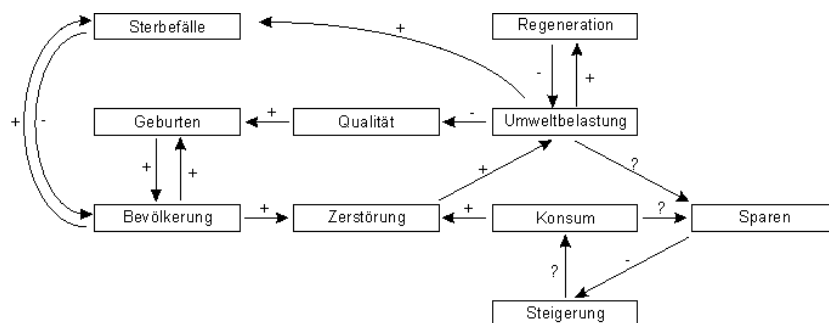 Sterbefälle
Regeneration
+
-
+
+
-
Geburten
+
Qualität
-
Umweltbelastung
+
+
+
?
Bevölkerung
+
Zerstörung
+
Konsum
?
Sparen
?
-
Steigerung